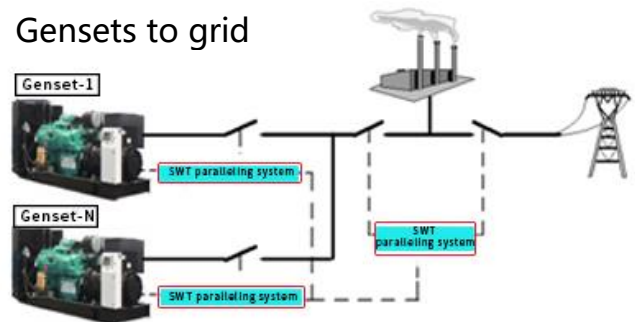 Gensets to grid
Genset-1
SWT paralleling system
Genset-N
SWT
paralleling system
SWT paralleling system